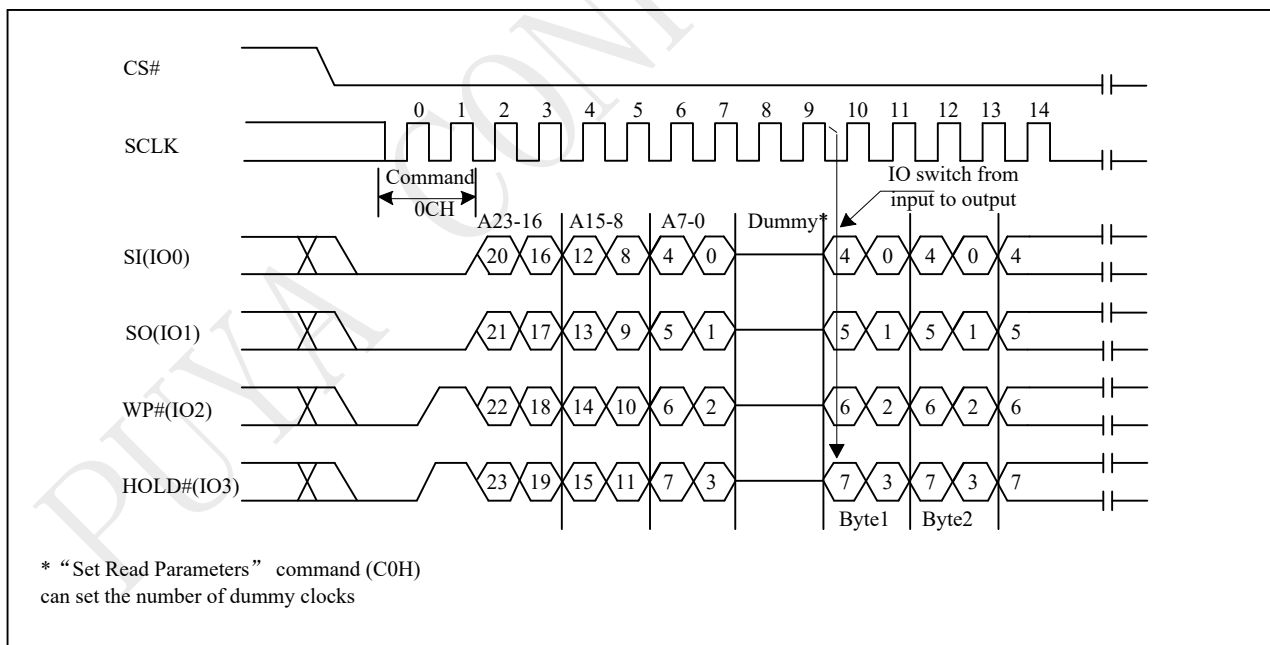 PUYA CONF
CS#
0 1 2 3 4 5 6 7 8 9 10 11 12 13 14
SCLK
Command
0CH
IO switch from
input to output
A23-16 A15-8 A7-0 Dummy*
SI(IO0) 20 16 12 8 4 0 4 0 4 0 4
SO(IO1) 21 17 13 9 5 1 5 1 5 1 5
WP#(IO2) 22 18 14 10 6 2 6 2 6 2 6
HOLD#(IO3) 23 19 15 11 7 3 7 3 7 3 7
Byte1 Byte2
* “Set Read Parameters” command (C0H)
can set the number of dummy clocks